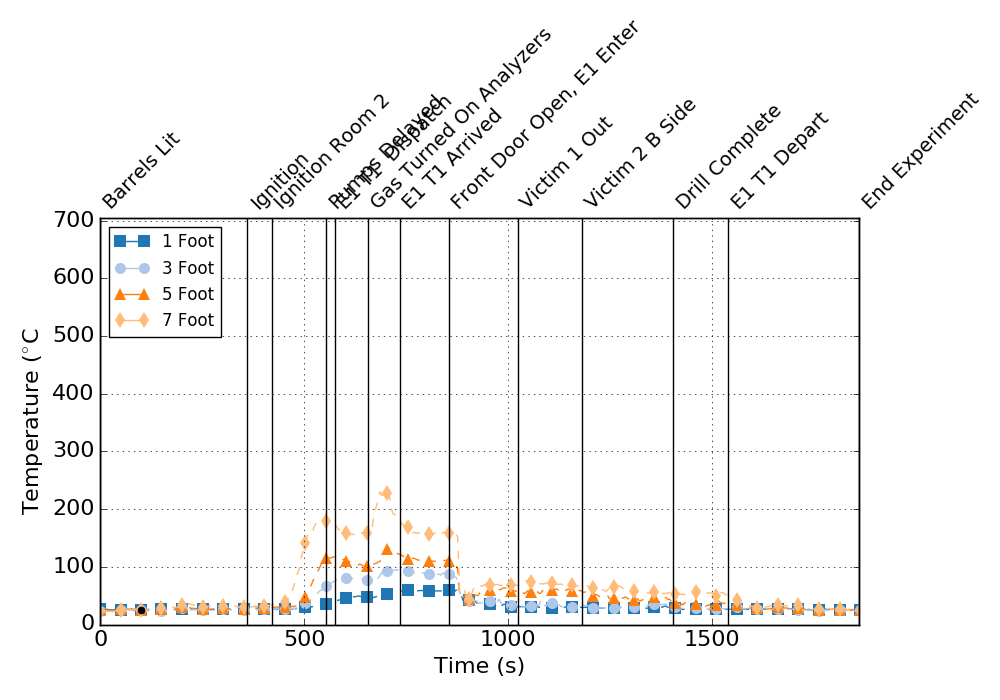 Barrels Lit
Ignition
Ignition Room 2
Pumps Delayed
E1 T1 Dispatch
Gas Turned On Analyzers
E1 T1 Arrived
Front Door Open, E1 Enter
Victim 1 Out
Victim 2 B Side
Drill Complete
E1 T1 Depart
End Experiment
700
600
500
400
300
200
100
0
Temperature (°C
1 Foot
3 Foot
5 Foot
7 Foot
0 500 1000 1500
Time (s)